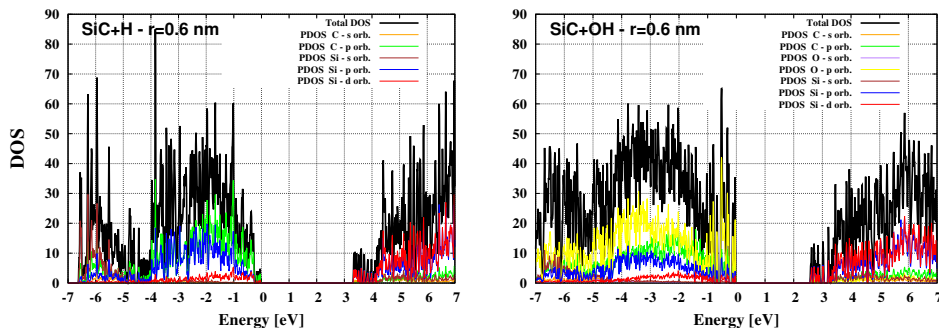 SiC+H - r=0.6 nm
Total DOS
PDOS C - s orb.
PDOS C - p orb.
PDOS Si - s orb.
PDOS Si - p orb.
PDOS Si - d orb.
90
80
70
60
50
40
30
20
10
0
DOS
-7 -6 -5 -4 -3 -2 -1 0 1 2 3 4 5 6 7
Energy [eV]
SiC+OH - r=0.6 nm
Total DOS
PDOS C - s orb.
PDOS C - p orb.
PDOS O - s orb.
PDOS O - p orb.
PDOS Si - s orb.
PDOS Si - p orb.
PDOS Si - d orb.
90
80
70
60
50
40
30
20
10
0
-7 -6 -5 -4 -3 -2 -1 0 1 2 3 4 5 6 7
Energy [eV]